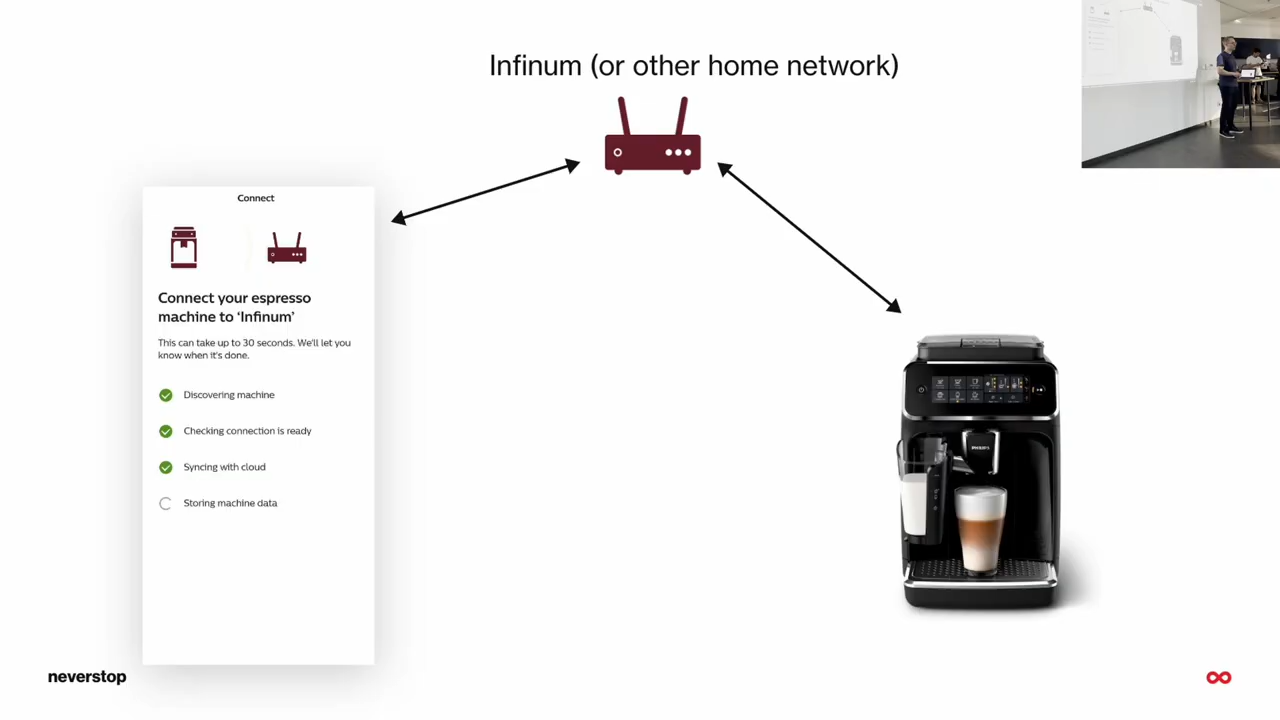 Infinum (or other home network)
Connect
Connect your espresso
machine to ‘Infinum’
This can take up to 30 seconds. We'll let you
know when it's done.
Discovering machine
Checking connection is ready
Syncing with cloud
Storing machine data
PHILIPS
neverstop